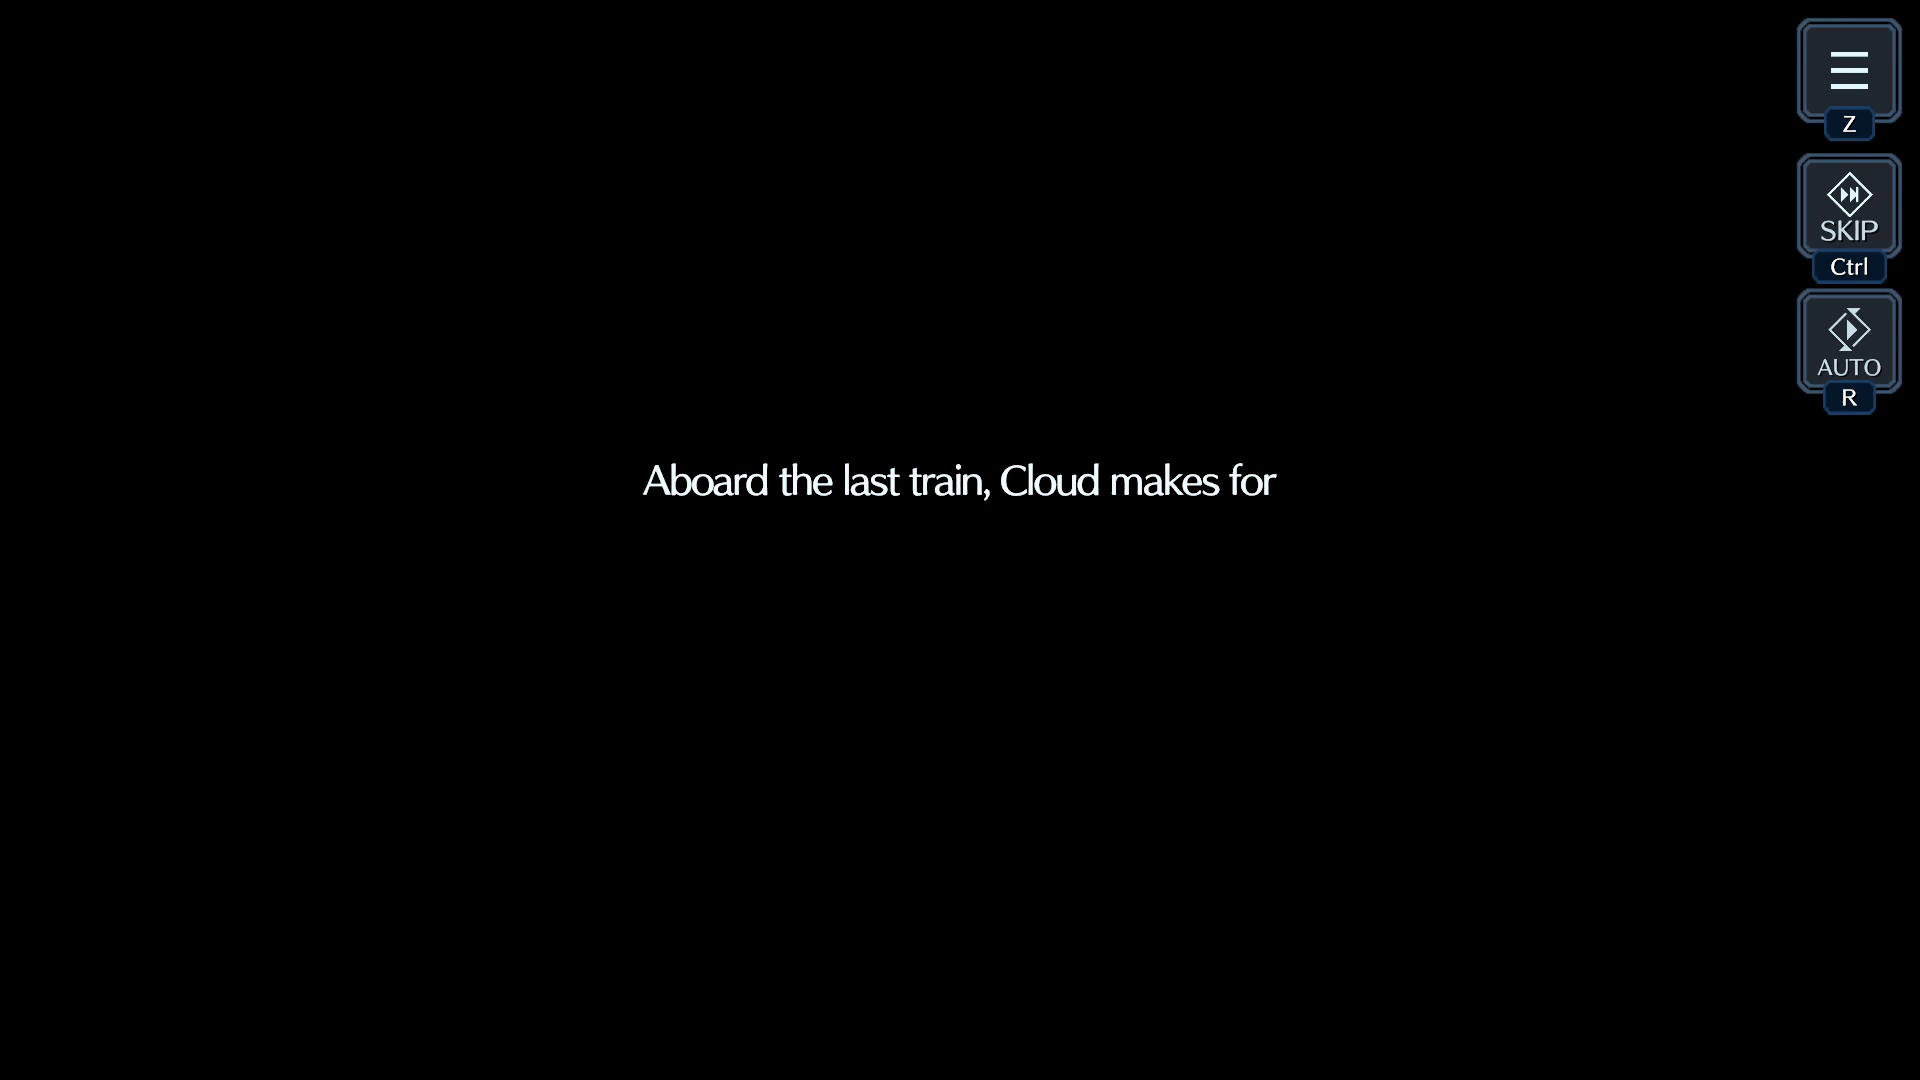 Z
SKIP
Ctrl
AUTO
R
Aboard the last train, Cloud makes for